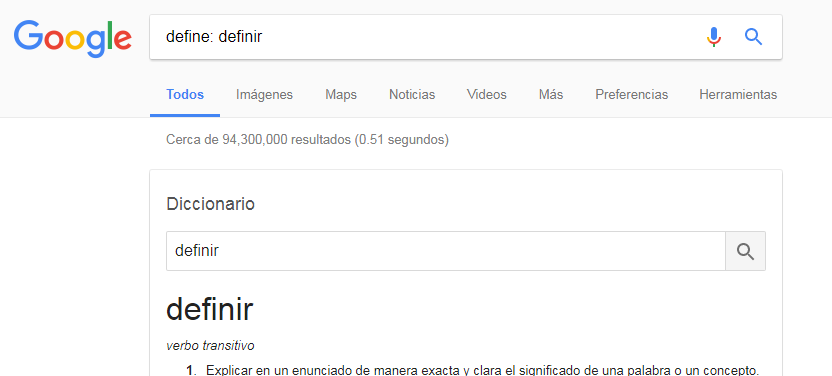 Google
define: definir
Todos Imágenes Maps Noticias Videos Más Preferencias Herramientas
Cerca de 94,300,000 resultados (0.51 segundos)
Diccionario
definir
definir
verbo transitivo
1. Explicar en un enunciado de manera exacta y clara el significado de una palabra o un concepto.